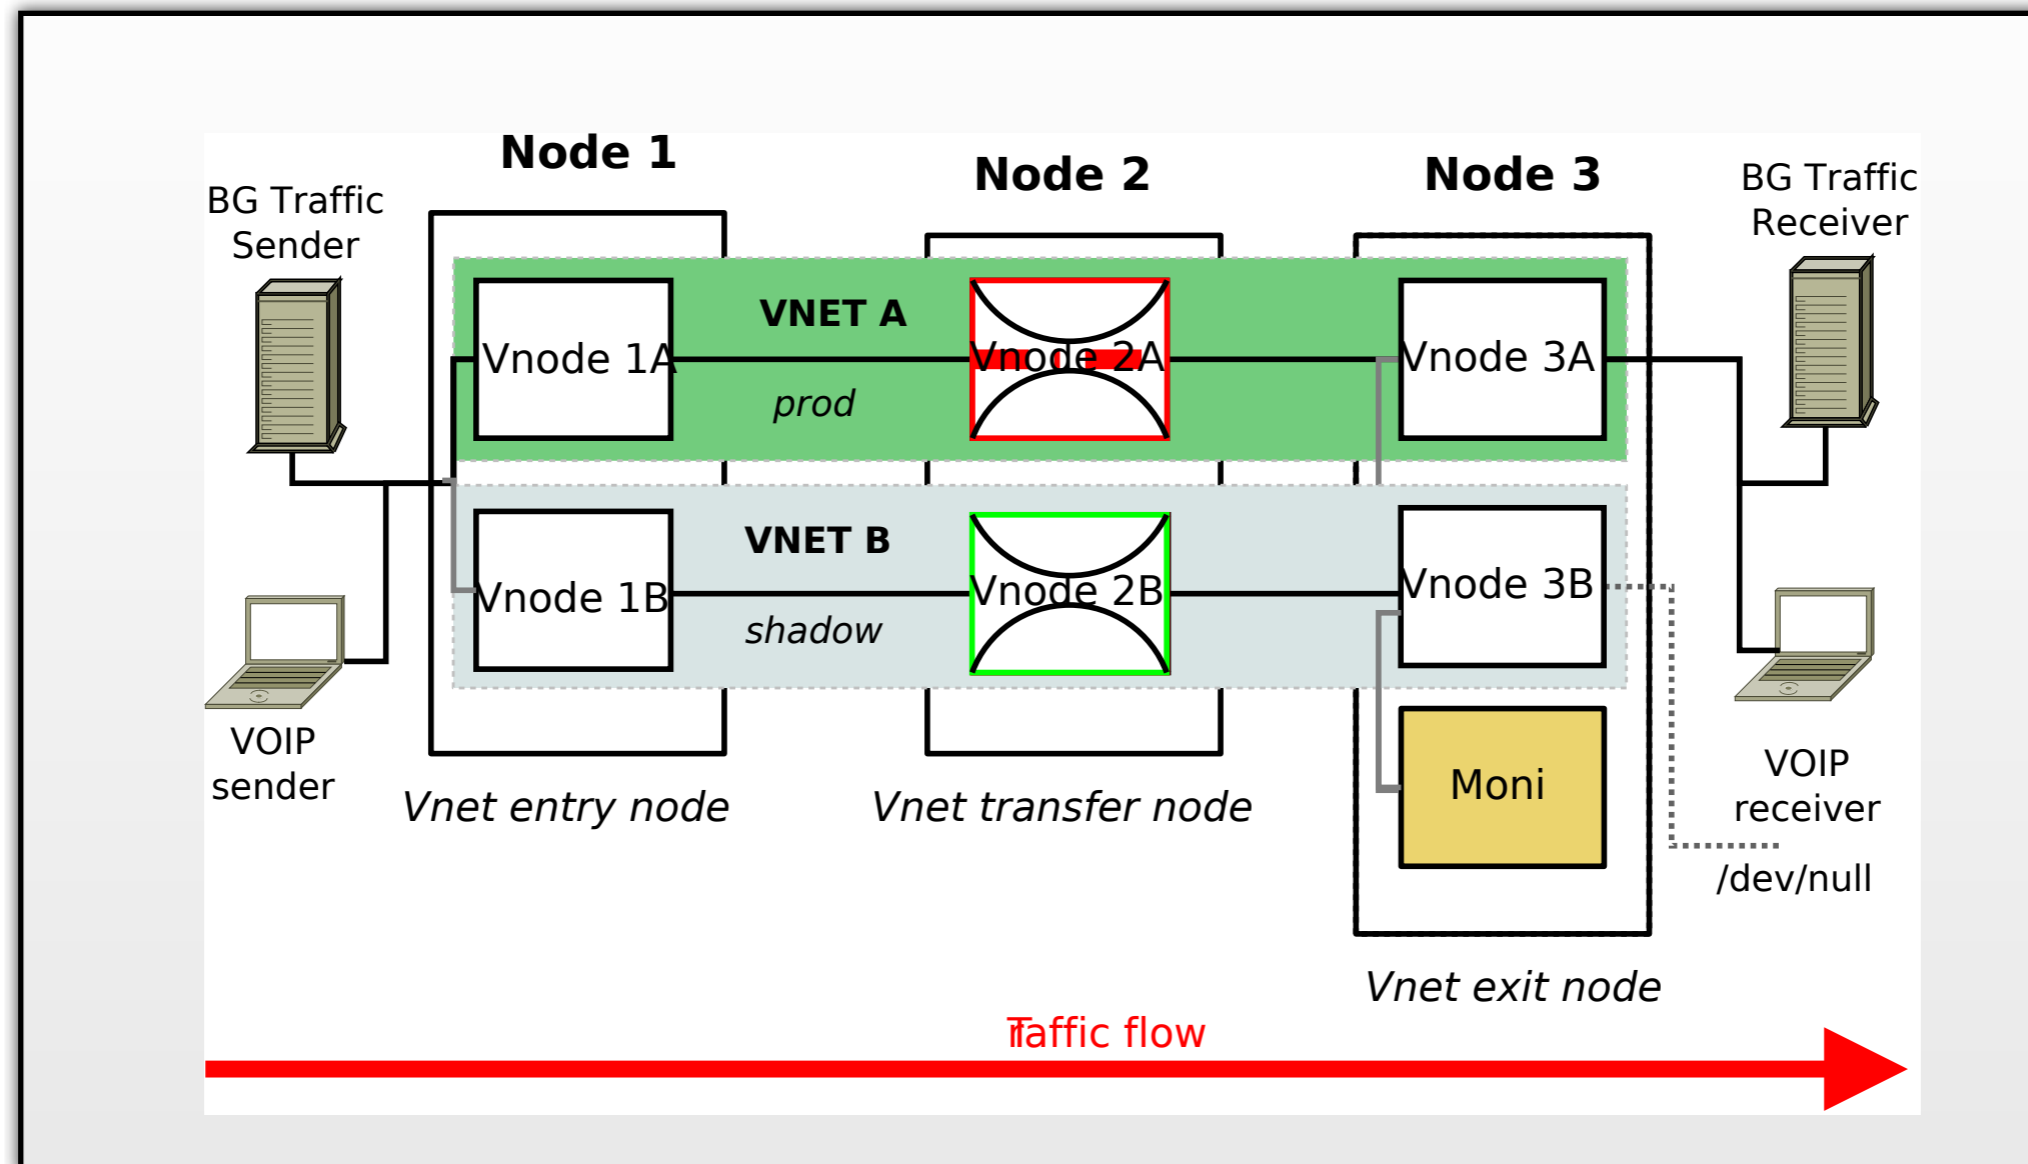 Node 1
Node 2
Node 3
BG Traffic
Sender
BG Traffic
Receiver
VNET A
Vnode 1A
Vnode 2A
Vnode 3A
prod
VNET B
Vnode 1B
Vnode 2B
Vnode 3B
shadow
VOIP
sender
Moni
VOIP
receiver
Vnet entry node
Vnet transfer node
/dev/null
Vnet exit node
Traffic flow